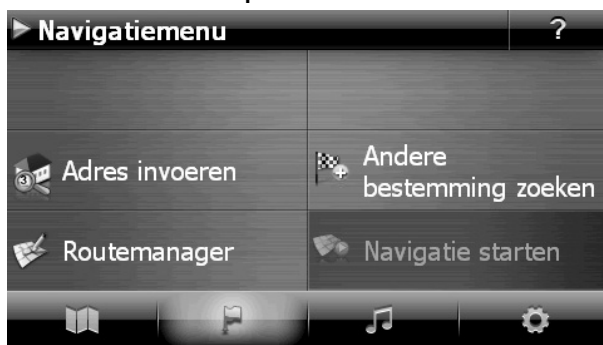 Navigatiemenu
?
Adres invoeren
Andere
bestemming zoeken
Routemanager
Navigatie starten